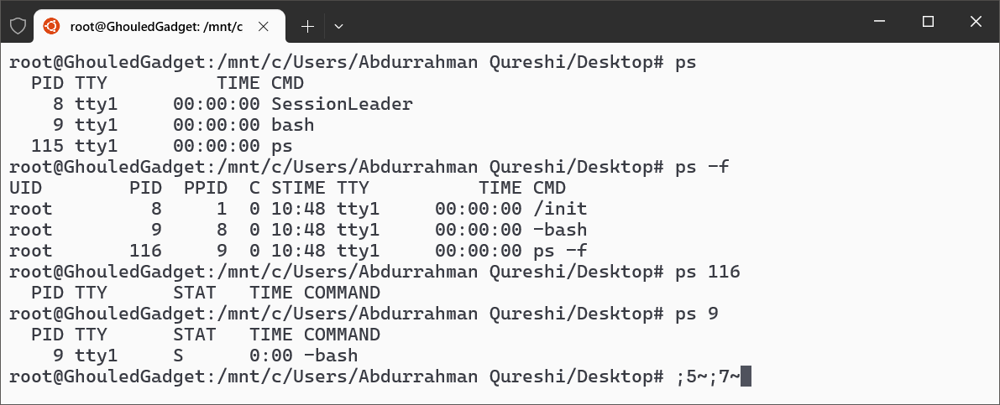 root@GhouledGadget: /mnt/c
root@GhouledGadget:/mnt/c/Users/Abdurrahman Qureshi/Desktop# ps
  PID TTY          TIME CMD
    8 tty1     00:00:00 SessionLeader
    9 tty1     00:00:00 bash
  115 tty1     00:00:00 ps
root@GhouledGadget:/mnt/c/Users/Abdurrahman Qureshi/Desktop# ps -f
UID        PID  PPID  C STIME TTY          TIME CMD
root         8     1  0 10:48 tty1     00:00:00 /init
root         9     8  0 10:48 tty1     00:00:00 -bash
root       116     9  0 10:48 tty1     00:00:00 ps -f
root@GhouledGadget:/mnt/c/Users/Abdurrahman Qureshi/Desktop# ps 116
  PID TTY      STAT   TIME COMMAND
root@GhouledGadget:/mnt/c/Users/Abdurrahman Qureshi/Desktop# ps 9
  PID TTY      STAT   TIME COMMAND
    9 tty1     S      0:00 -bash
root@GhouledGadget:/mnt/c/Users/Abdurrahman Qureshi/Desktop# ;5~;7~